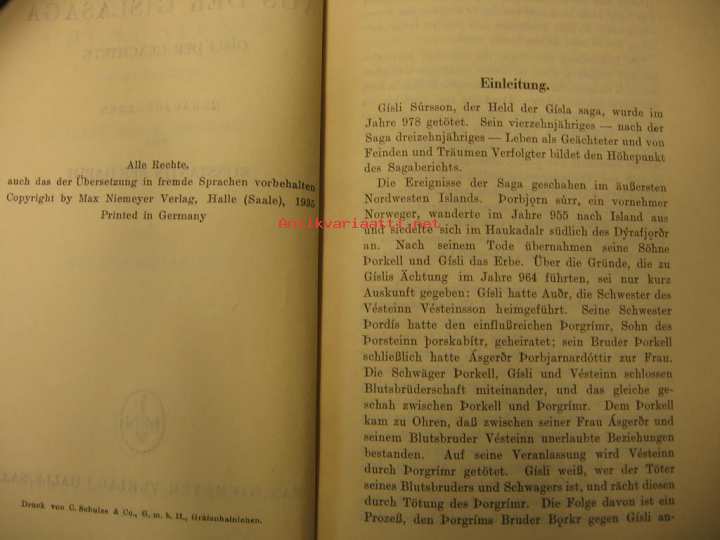 Alle Rechte,
auch das der Übersetzung in fremde Sprachen vorbehalten
Copyright by Max Niemeyer Verlag, Halle (Saale), 1935
Printed in Germany
Druck von C. Schulze & Co., G. m. b. H., Gräfenhainichen.
Antikvariaatti.net
Einleitung.
Gísli Súrsson, der Held der Gísla saga, wurde im
Jahre 978 getötet. Sein vierzehnjähriges — nach der
Saga dreizehnjähriges — Leben als Geächteter und von
Feinden und Träumen Verfolgter bildet den Höhepunkt
des Sagaberichts.
Die Ereignisse der Saga geschahen im äußersten
Nordwesten Islands. Þorbjǫrn súrr, ein vornehmer
Norweger, wanderte im Jahre 955 nach Island aus
und siedelte sich im Haukadalr südlich des Dýrafjǫrðr
an. Nach seinem Tode übernahmen seine Söhne
Þorkell und Gísli das Erbe. Über die Gründe, die zu
Gíslis Ächtung im Jahre 964 führten, sei nur kurz
Auskunft gegeben: Gísli hatte Auðr, die Schwester des
Vésteinn Vésteinsson heimgeführt. Seine Schwester
Þordís hatte den einflußreichen Þorgrímr, Sohn des
Þorsteinn þorskabítr, geheiratet; sein Bruder Þorkell
schließlich hatte Ásgerðr Þorbjarnardóttir zur Frau.
Die Schwäger Þorkell, Gísli und Vésteinn schlossen
Blutsbrüderschaft miteinander, und das gleiche ge-
schah zwischen Þorkell und Þorgrímr. Dem Þorkell
kam zu Ohren, daß zwischen seiner Frau Ásgerðr und
seinem Blutsbruder Vésteinn unerlaubte Beziehungen
bestanden. Auf seine Veranlassung wird Vésteinn
durch Þorgrímr getötet. Gísli weiß, wer der Töter
seines Blutsbruders und Schwagers ist, und rächt diesen
durch Tötung des Þorgrímr. Die Folge davon ist ein
Prozeß, den Þorgríms Bruder Bǫrkr gegen Gísli an-